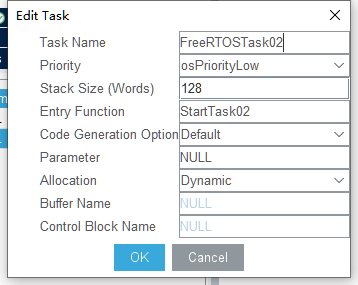 Edit Task
Task Name FreeRTOSTask02
Priority osPriorityLow
Stack Size (Words) 128
Entry Function StartTask02
Code Generation Option Default
Parameter NULL
Allocation Dynamic
Buffer Name NULL
Control Block Name NULL
OK Cancel